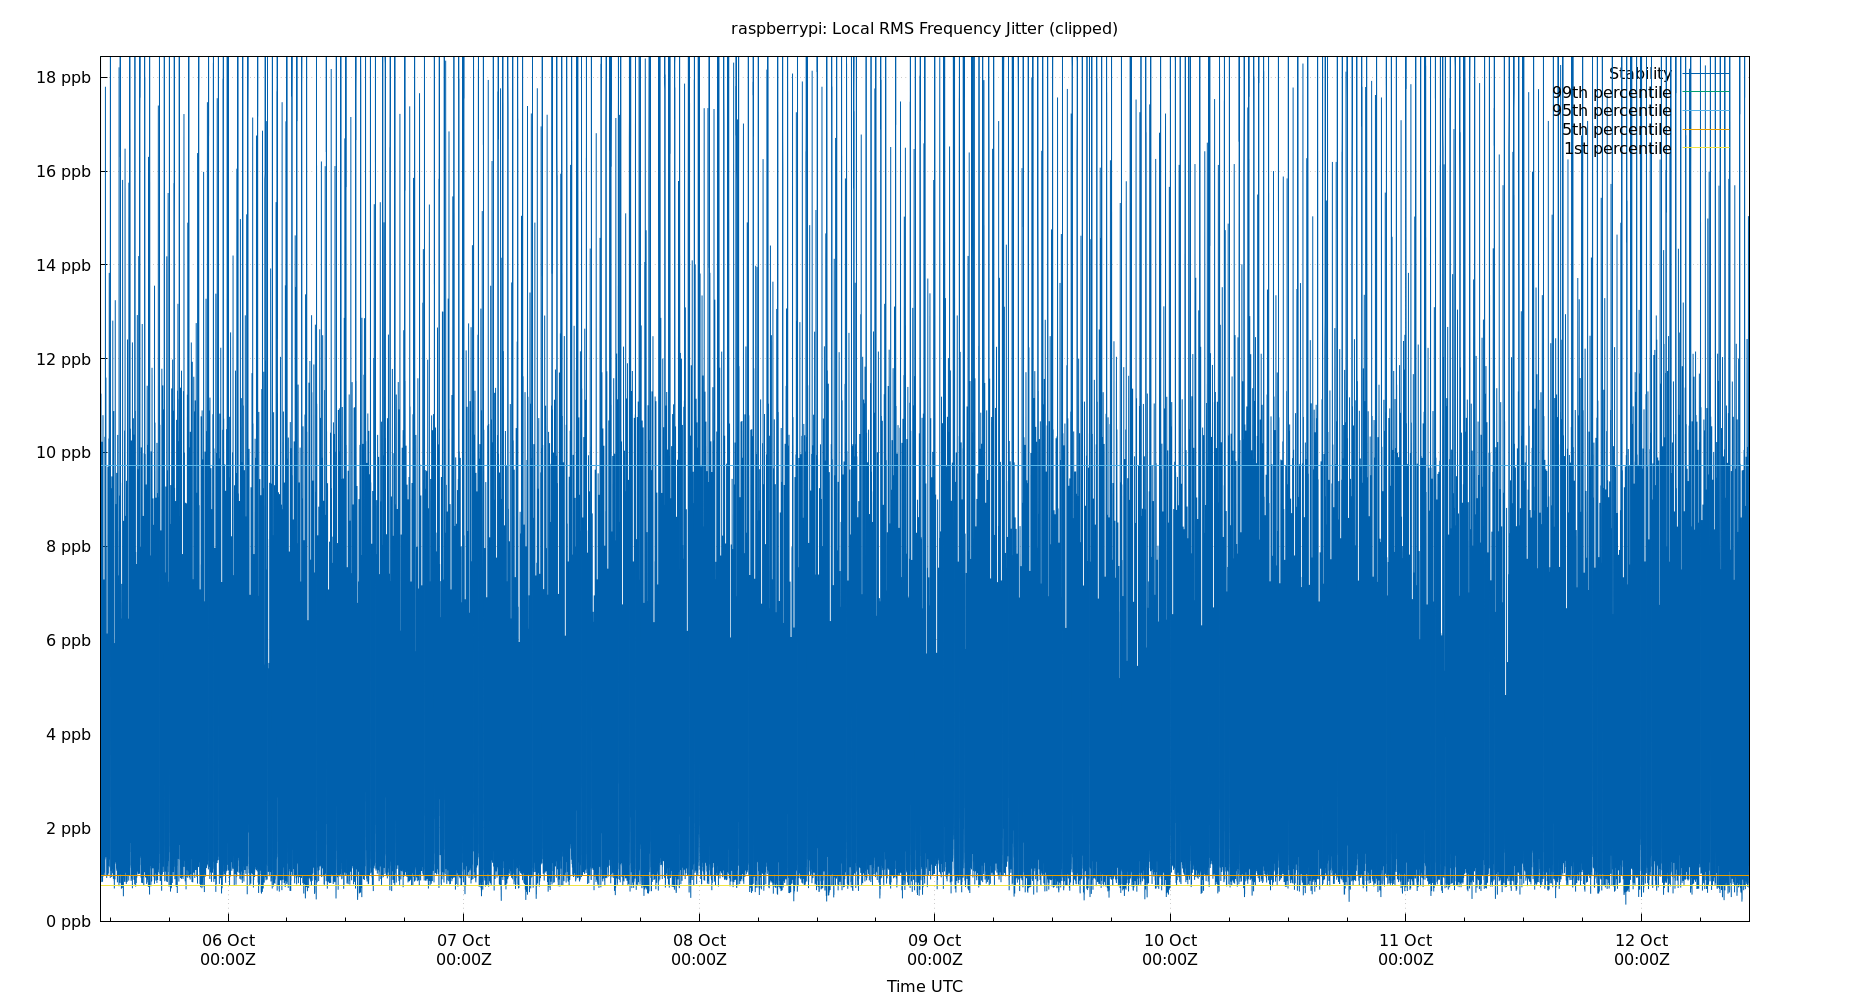 raspberrypi: Local RMS Frequency Jitter (clipped)
18 ppb
16 ppb
14 ppb
12 ppb
10 ppb
8 ppb
6 ppb
4 ppb
2 ppb
0 ppb
Stability
99th percentile
95th percentile
5th percentile
1st percentile
06 Oct 07 Oct 08 Oct 09 Oct 10 Oct 11 Oct 12 Oct
00:00Z 00:00Z 00:00Z 00:00Z 00:00Z 00:00Z 00:00Z
Time UTC